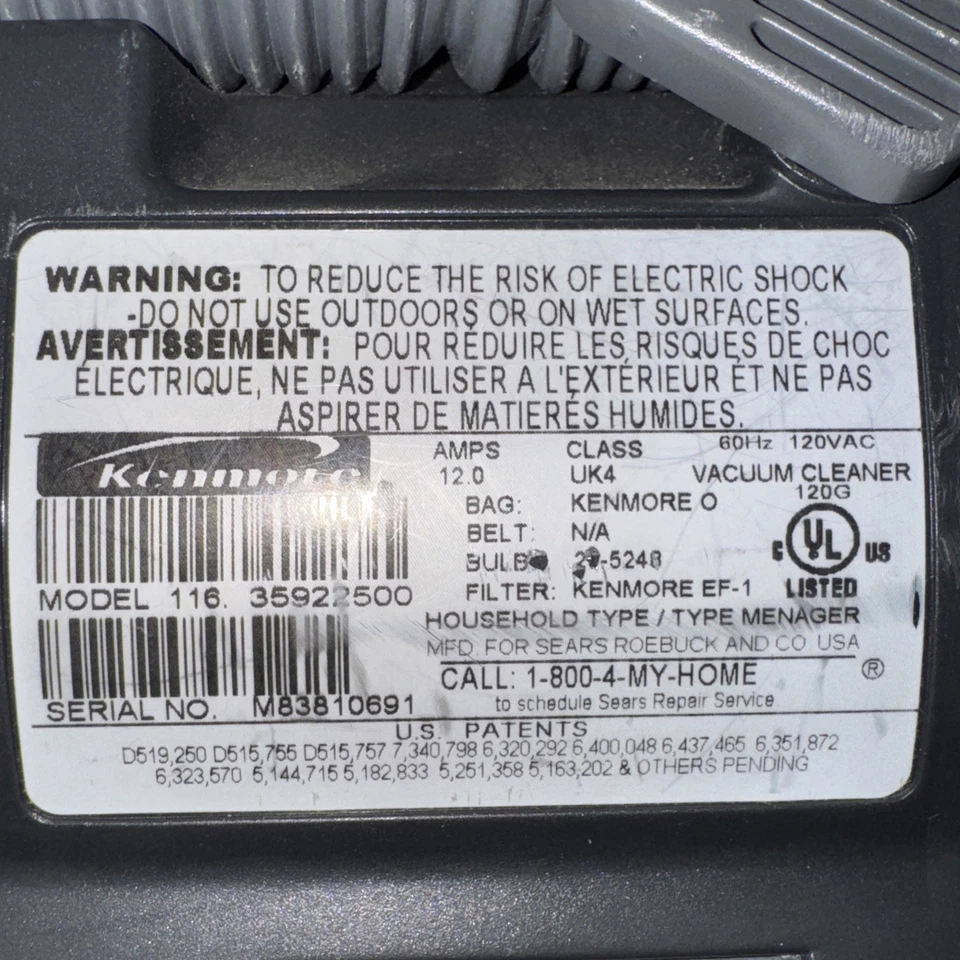 WARNING: TO REDUCE THE RISK OF ELECTRIC SHOCK
-DO NOT USE OUTDOORS OR ON WET SURFACES.
AVERTISSEMENT: POUR RÉDUIRE LES RISQUES DE CHOC
ÉLECTRIQUE, NE PAS UTILISER A L'EXTÉRIEUR ET NE PAS
ASPIRER DE MATIERES HUMIDES.
Kenmore
AMPS CLASS 60Hz 120VAC
12.0 UK4 VACUUM CLEANER
120G
BAG: KENMORE O
BELT: N/A
BULB 5248
FILTER: KENMORE EF-1
C UL US
LISTED
®
MODEL 116. 35922500
HOUSEHOLD TYPE / TYPE MENAGER
MFD. FOR SEARS ROEBUCK AND CO. USA
CALL: 1-800-4-MY-HOME ®
to schedule Sears Repair Service
SERIAL NO. M83810691
U.S. PATENTS
D519,250 D515,755 D515,757 7,340,798 6,320,292 6,400,048 6,437,465 6,351,872
6,323,570 5,144,715 5,182,833 5,251,358 5,163,202 & OTHERS PENDING